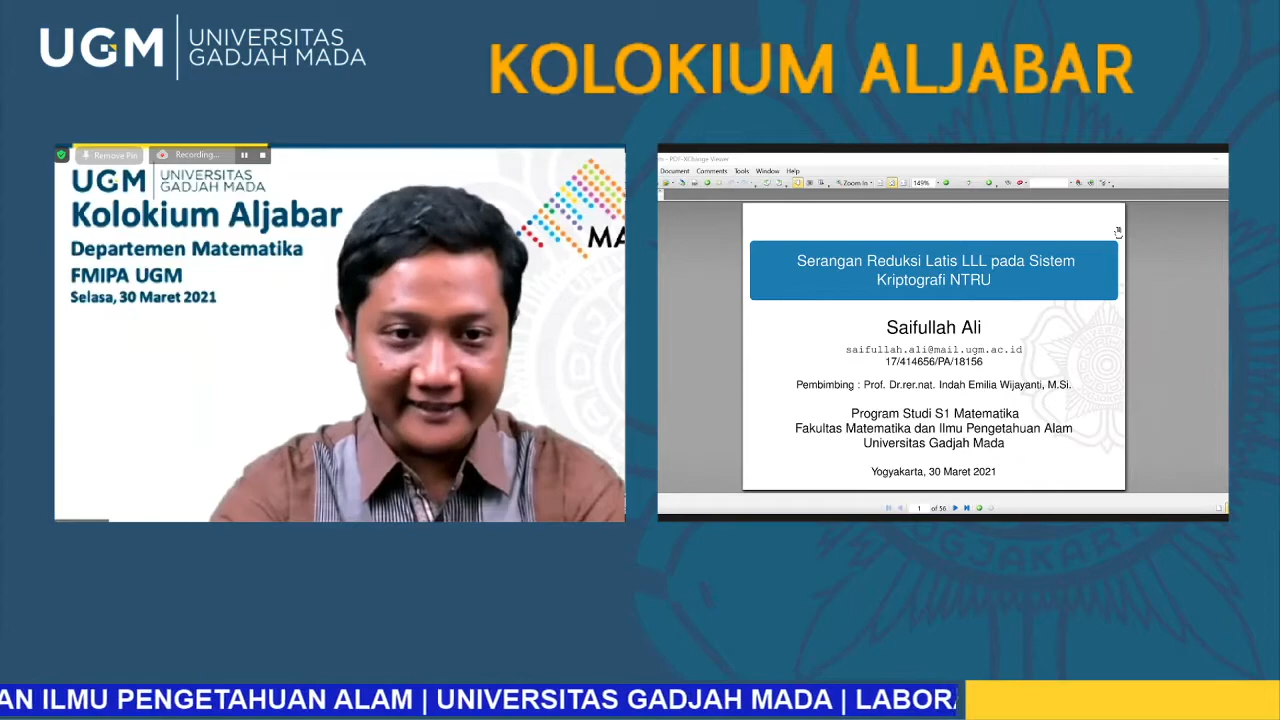 UGM UNIVERSITAS
GADJAH MADA
KOLOKIUM ALJABAR
Remove Pin
Recording...
UGM UNIVERSITAS
GADJAH MADA
Kolokium Aljabar
Departemen Matematika
FMIPA UGM
Selasa, 30 Maret 2021
MA
PDF-XChange Viewer
Document Comments Tools Window Help
Zoom In
149%
Serangan Reduksi Latis LLL pada Sistem
Kriptografi NTRU
Saifullah Ali
saifullah.ali@mail.ugm.ac.id
17/414656/PA/18156
Pembimbing : Prof. Dr.rer.nat. Indah Emilia Wijayanti, M.Si.
Program Studi S1 Matematika
Fakultas Matematika dan Ilmu Pengetahuan Alam
Universitas Gadjah Mada
Yogyakarta, 30 Maret 2021
1 of 56
AN ILMU PENGETAHUAN ALAM | UNIVERSITAS GADJAH MADA | LABORA